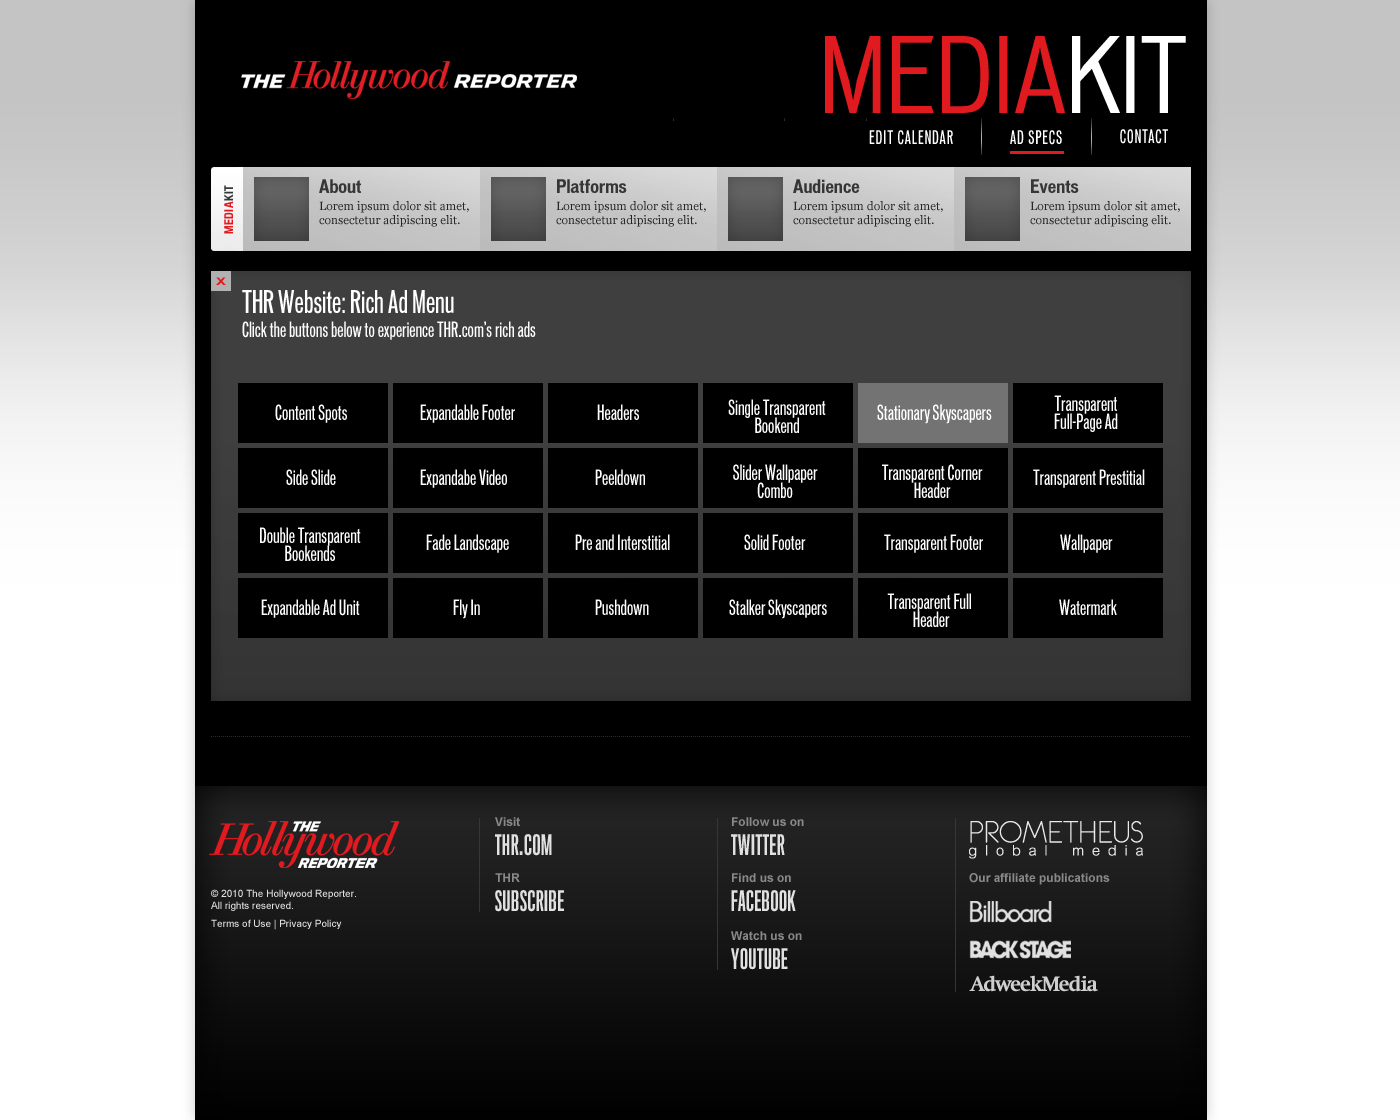 THE Hollywood REPORTER
MEDIAKIT
EDIT CALENDAR
AD SPECS
CONTACT
MEDIAKIT
About
Lorem ipsum dolor sit amet,
consectetur adipiscing elit.
Platforms
Lorem ipsum dolor sit amet,
consectetur adipiscing elit.
Audience
Lorem ipsum dolor sit amet,
consectetur adipiscing elit.
Events
Lorem ipsum dolor sit amet,
consectetur adipiscing elit.
x
THR Website: Rich Ad Menu
Click the buttons below to experience THR.com's rich ads
Content Spots
Expandable Footer
Headers
Single Transparent
Bookend
Stationary Skyscapers
Transparent
Full-Page Ad
Side Slide
Expandabe Video
Peeldown
Slider Wallpaper
Combo
Transparent Corner
Header
Transparent Prestitial
Double Transparent
Bookends
Fade Landscape
Pre and Interstitial
Solid Footer
Transparent Footer
Wallpaper
Expandable Ad Unit
Fly In
Pushdown
Stalker Skyscapers
Transparent Full
Header
Watermark
THE
Hollywood
REPORTER
© 2010 The Hollywood Reporter.
All rights reserved.
Terms of Use | Privacy Policy
Visit
THR.COM
THR
SUBSCRIBE
Follow us on
TWITTER
Find us on
FACEBOOK
Watch us on
YOUTUBE
PROMETHEUS
global media
Our affiliate publications
Billboard
BACK STAGE
AdweekMedia